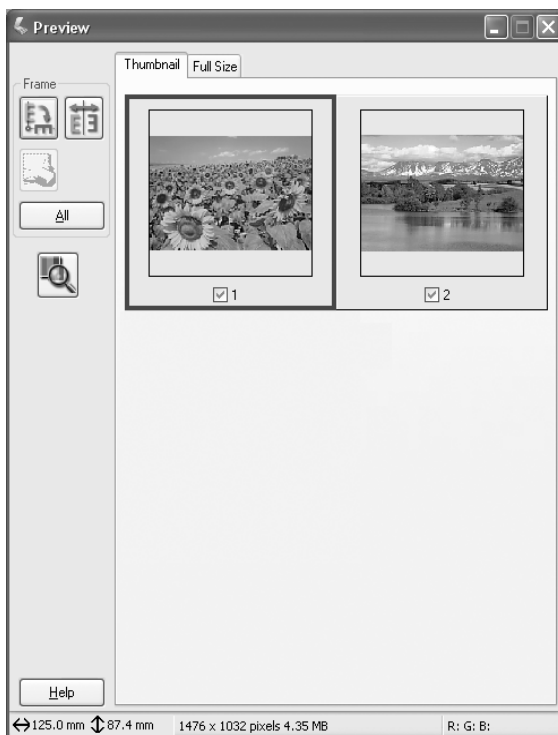 Preview
Thumbnail
Full Size
Frame
All
1
2
Help
125.0 mm 87.4 mm 1476 x 1032 pixels 4.35 MB R: G: B: